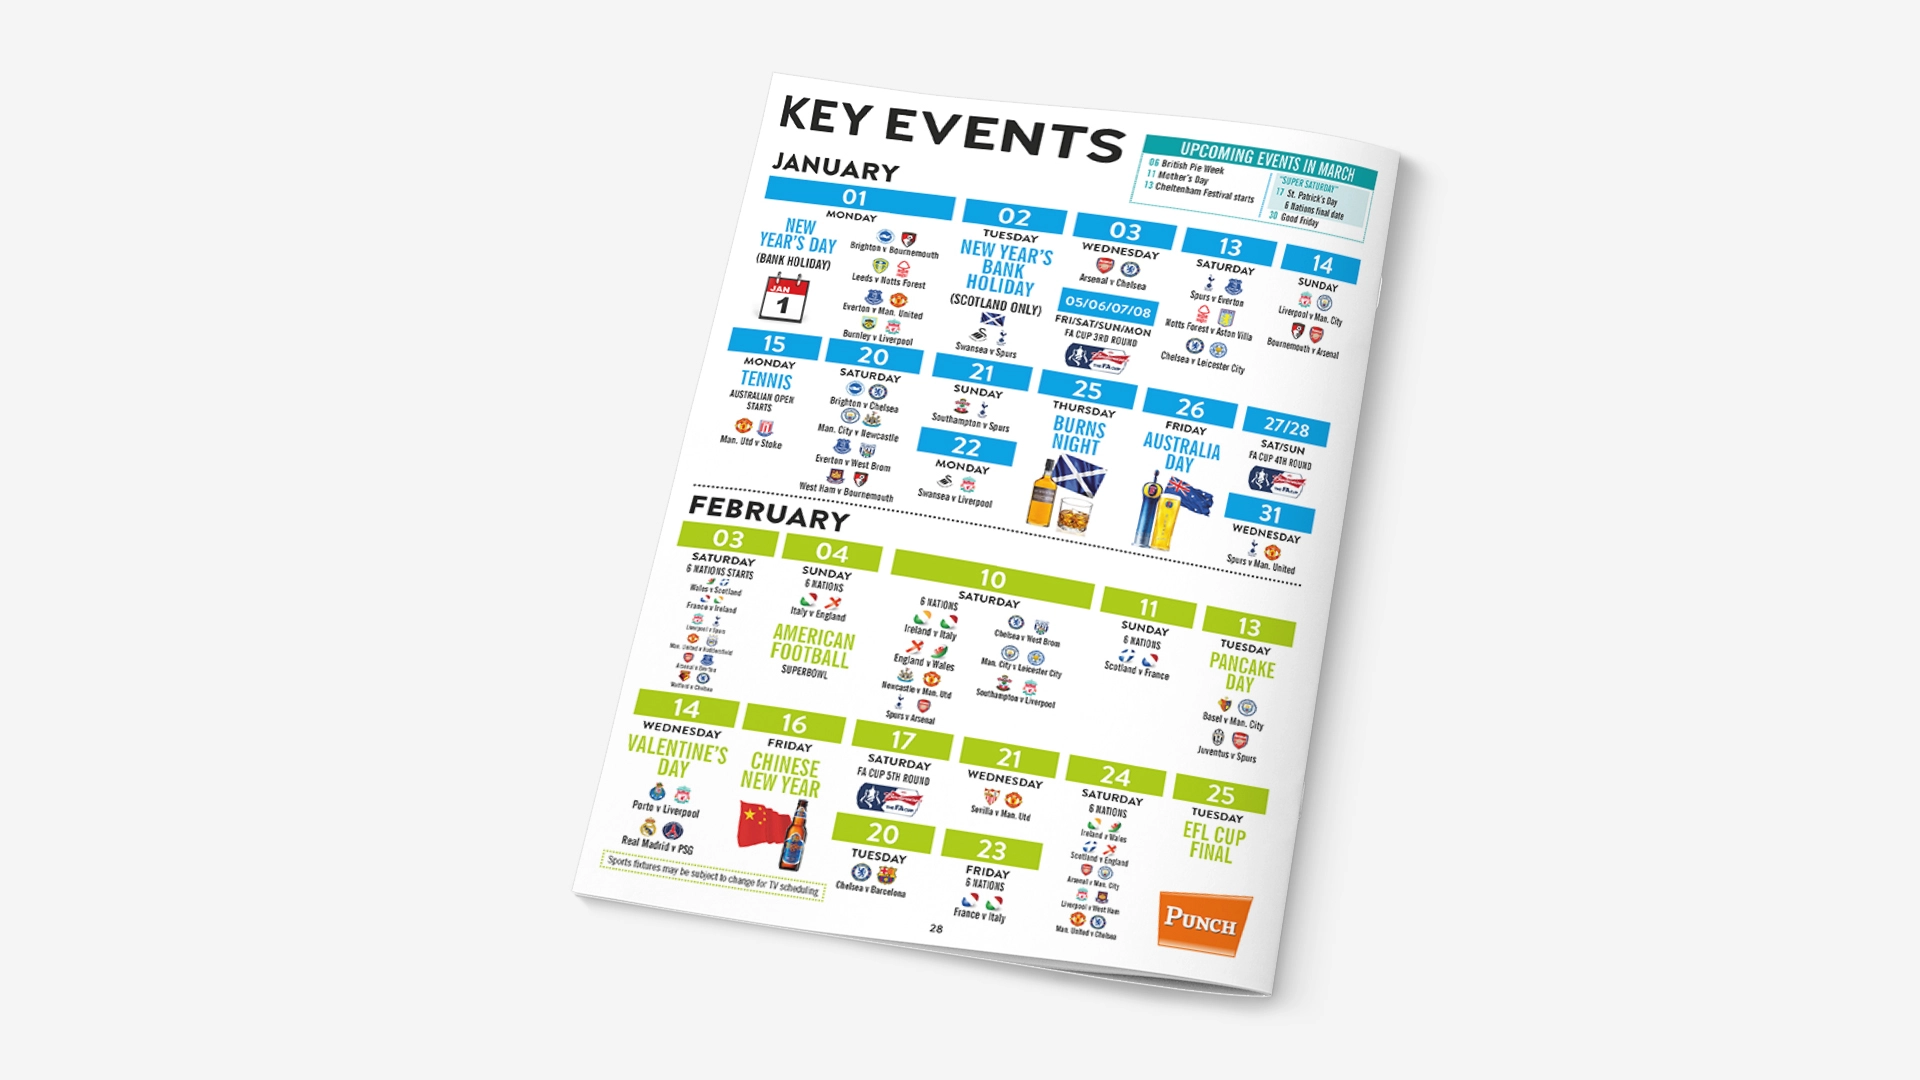 KEY EVENTS
UPCOMING EVENTS IN MARCH
06 British Pie Week
11 Mother's Day
13 Cheltenham Festival starts
"SUPER SATURDAY"
17 St. Patrick's Day
6 Nations final date
30 Good Friday
JANUARY
01
MONDAY
NEW
YEAR'S DAY
(BANK HOLIDAY)
JAN
1
Brighton v Bournemouth
Leeds v Notts Forest
Everton v Man. United
Burnley v Liverpool
02
TUESDAY
NEW YEAR'S
BANK
HOLIDAY
(SCOTLAND ONLY)
Swansea v Spurs
03
WEDNESDAY
Arsenal v Chelsea
05/06/07/08
FRI/SAT/SUN/MON
FA CUP 3RD ROUND
THE FA CUP
13
SATURDAY
Spurs v Everton
Notts Forest v Aston Villa
Chelsea v Leicester City
14
SUNDAY
Liverpool v Man. City
Bournemouth v Arsenal
15
MONDAY
TENNIS
AUSTRALIAN OPEN
STARTS
Man. Utd v Stoke
20
SATURDAY
Brighton v Chelsea
Man. City v Newcastle
Everton v West Brom
West Ham v Bournemouth
21
SUNDAY
Southampton v Spurs
22
MONDAY
Swansea v Liverpool
25
THURSDAY
BURNS
NIGHT
26
FRIDAY
AUSTRALIA
DAY
27/28
SAT/SUN
FA CUP 4TH ROUND
THE FA CUP
31
WEDNESDAY
Spurs v Man. United
FEBRUARY
03
SATURDAY
6 NATIONS STARTS
Wales v Scotland
France v Ireland
Liverpool v Spurs
Man. United v Huddersfield
Arsenal v Everton
Watford v Chelsea
04
SUNDAY
6 NATIONS
Italy v England
AMERICAN
FOOTBALL
SUPERBOWL
10
SATURDAY
6 NATIONS
Ireland v Italy
England v Wales
Newcastle v Man. Utd
Spurs v Arsenal
Chelsea v West Brom
Man. City v Leicester City
Southampton v Liverpool
11
SUNDAY
6 NATIONS
Scotland v France
13
TUESDAY
PANCAKE
DAY
Basel v Man. City
Juventus v Spurs
14
WEDNESDAY
VALENTINE'S
DAY
Porto v Liverpool
Real Madrid v PSG
16
FRIDAY
CHINESE
NEW YEAR
17
SATURDAY
FA CUP 5TH ROUND
THE FA CUP
20
TUESDAY
Chelsea v Barcelona
21
WEDNESDAY
Sevilla v Man. Utd
23
FRIDAY
6 NATIONS
France v Italy
24
SATURDAY
6 NATIONS
Ireland v Wales
Scotland v England
Arsenal v Man. City
Liverpool v West Ham
Man. United v Chelsea
25
TUESDAY
EFL CUP
FINAL
Sports fixtures may be subject to change for TV scheduling.
28
PUNCH